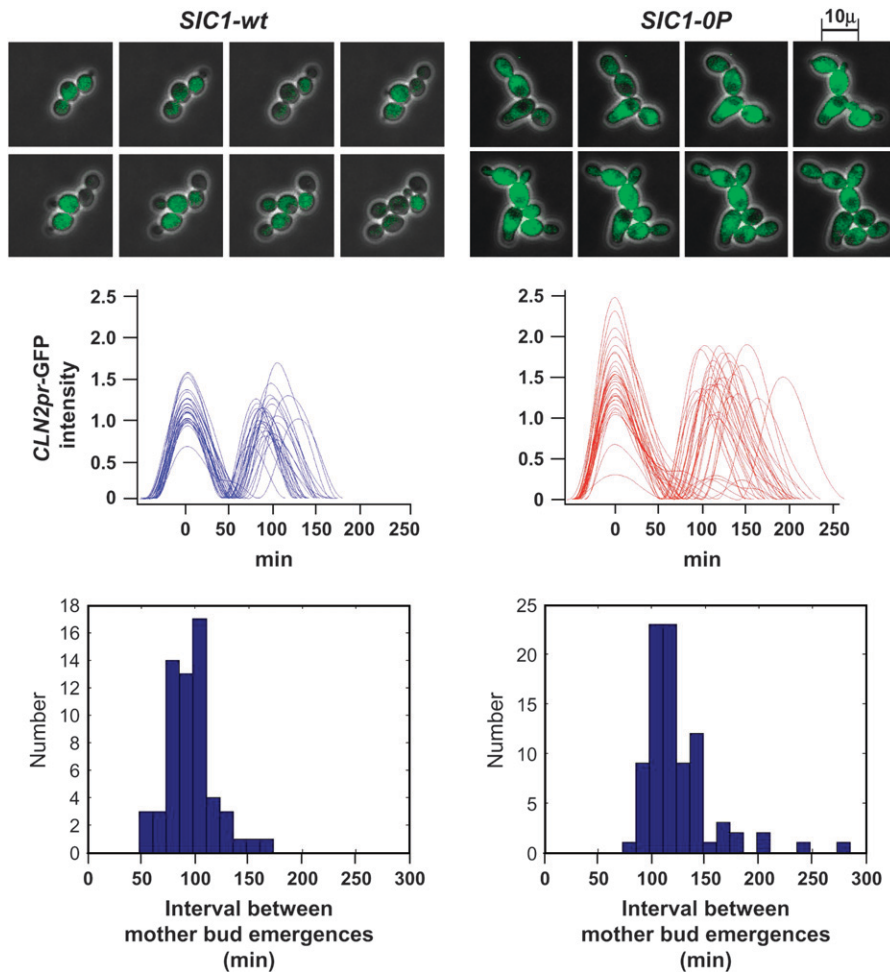 SIC1-wt
SIC1-0P
10µ
CLN2pr-GFP
intensity
2.5
2.0
1.5
1.0
0.5
0
0 50 100 150 200 250
min
2.5
2.0
1.5
1.0
0.5
0
0 50 100 150 200 250
min
Number
18
16
14
12
10
8
6
4
2
0
0 50 100 150 200 300
Interval between
mother bud emergences
(min)
Number
25
20
15
10
5
0
0 50 100 150 200 300
Interval between
mother bud emergences
(min)